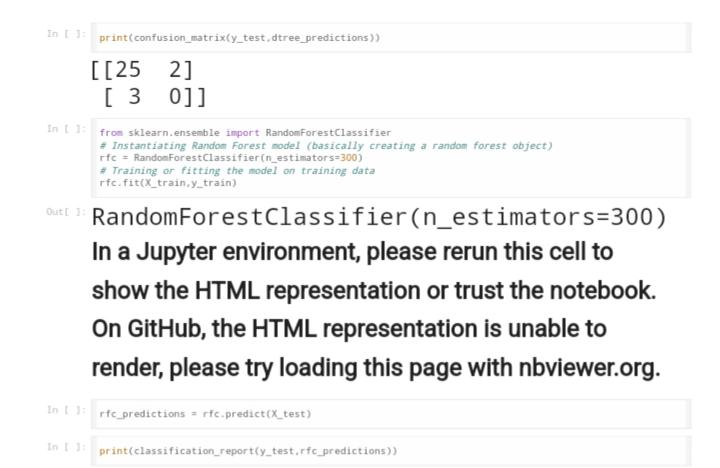 In [ ]: print(confusion_matrix(y_test,dtree_predictions))
[[25 2]
[ 3 0]]
In [ ]: from sklearn.ensemble import RandomForestClassifier
# Instantiating Random Forest model (basically creating a random forest object)
rfc = RandomForestClassifier(n_estimators=300)
# Training or fitting the model on training data
rfc.fit(X_train,y_train)
Out[ ]: RandomForestClassifier(n_estimators=300)
In a Jupyter environment, please rerun this cell to
show the HTML representation or trust the notebook.
On GitHub, the HTML representation is unable to
render, please try loading this page with nbviewer.org.
In [ ]: rfc_predictions = rfc.predict(X_test)
In [ ]: print(classification_report(y_test,rfc_predictions))